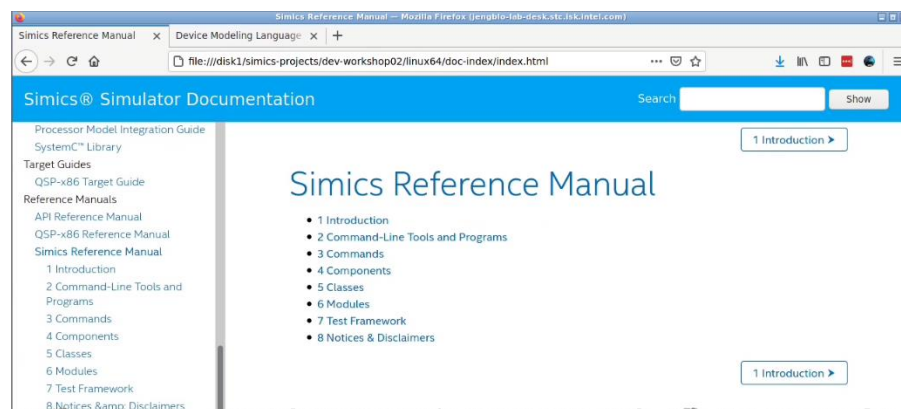 Simics Reference Manual — Mozilla Firefox (jengblo-lab-desk.stc.isk.intel.com)
Simics Reference Manual × Device Modeling Language × +
file:///disk1/simics-projects/dev-workshop02/linux64/doc-index/index.html
Simics® Simulator Documentation Search Show
Processor Model Integration Guide
SystemC™ Library
Target Guides
QSP-x86 Target Guide
Reference Manuals
API Reference Manual
QSP-x86 Reference Manual
Simics Reference Manual
1 Introduction
2 Command-Line Tools and
Programs
3 Commands
4 Components
5 Classes
6 Modules
7 Test Framework
8 Notices &amp; Disclaimers
1 Introduction ➤
Simics Reference Manual
• 1 Introduction
• 2 Command-Line Tools and Programs
• 3 Commands
• 4 Components
• 5 Classes
• 6 Modules
• 7 Test Framework
• 8 Notices & Disclaimers
1 Introduction ➤